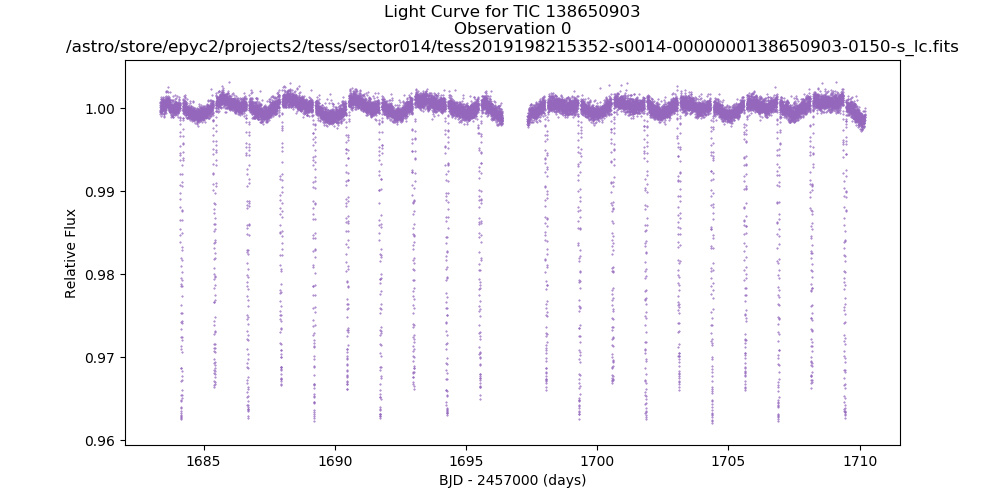 Light Curve for TIC 138650903
Observation 0
/astro/store/epyc2/projects2/tess/sector014/tess2019198215352-s0014-0000000138650903-0150-s_lc.fits
1.00
0.99
0.98
0.97
0.96
Relative Flux
1685
1690
1695
1700
1705
1710
BJD - 2457000 (days)